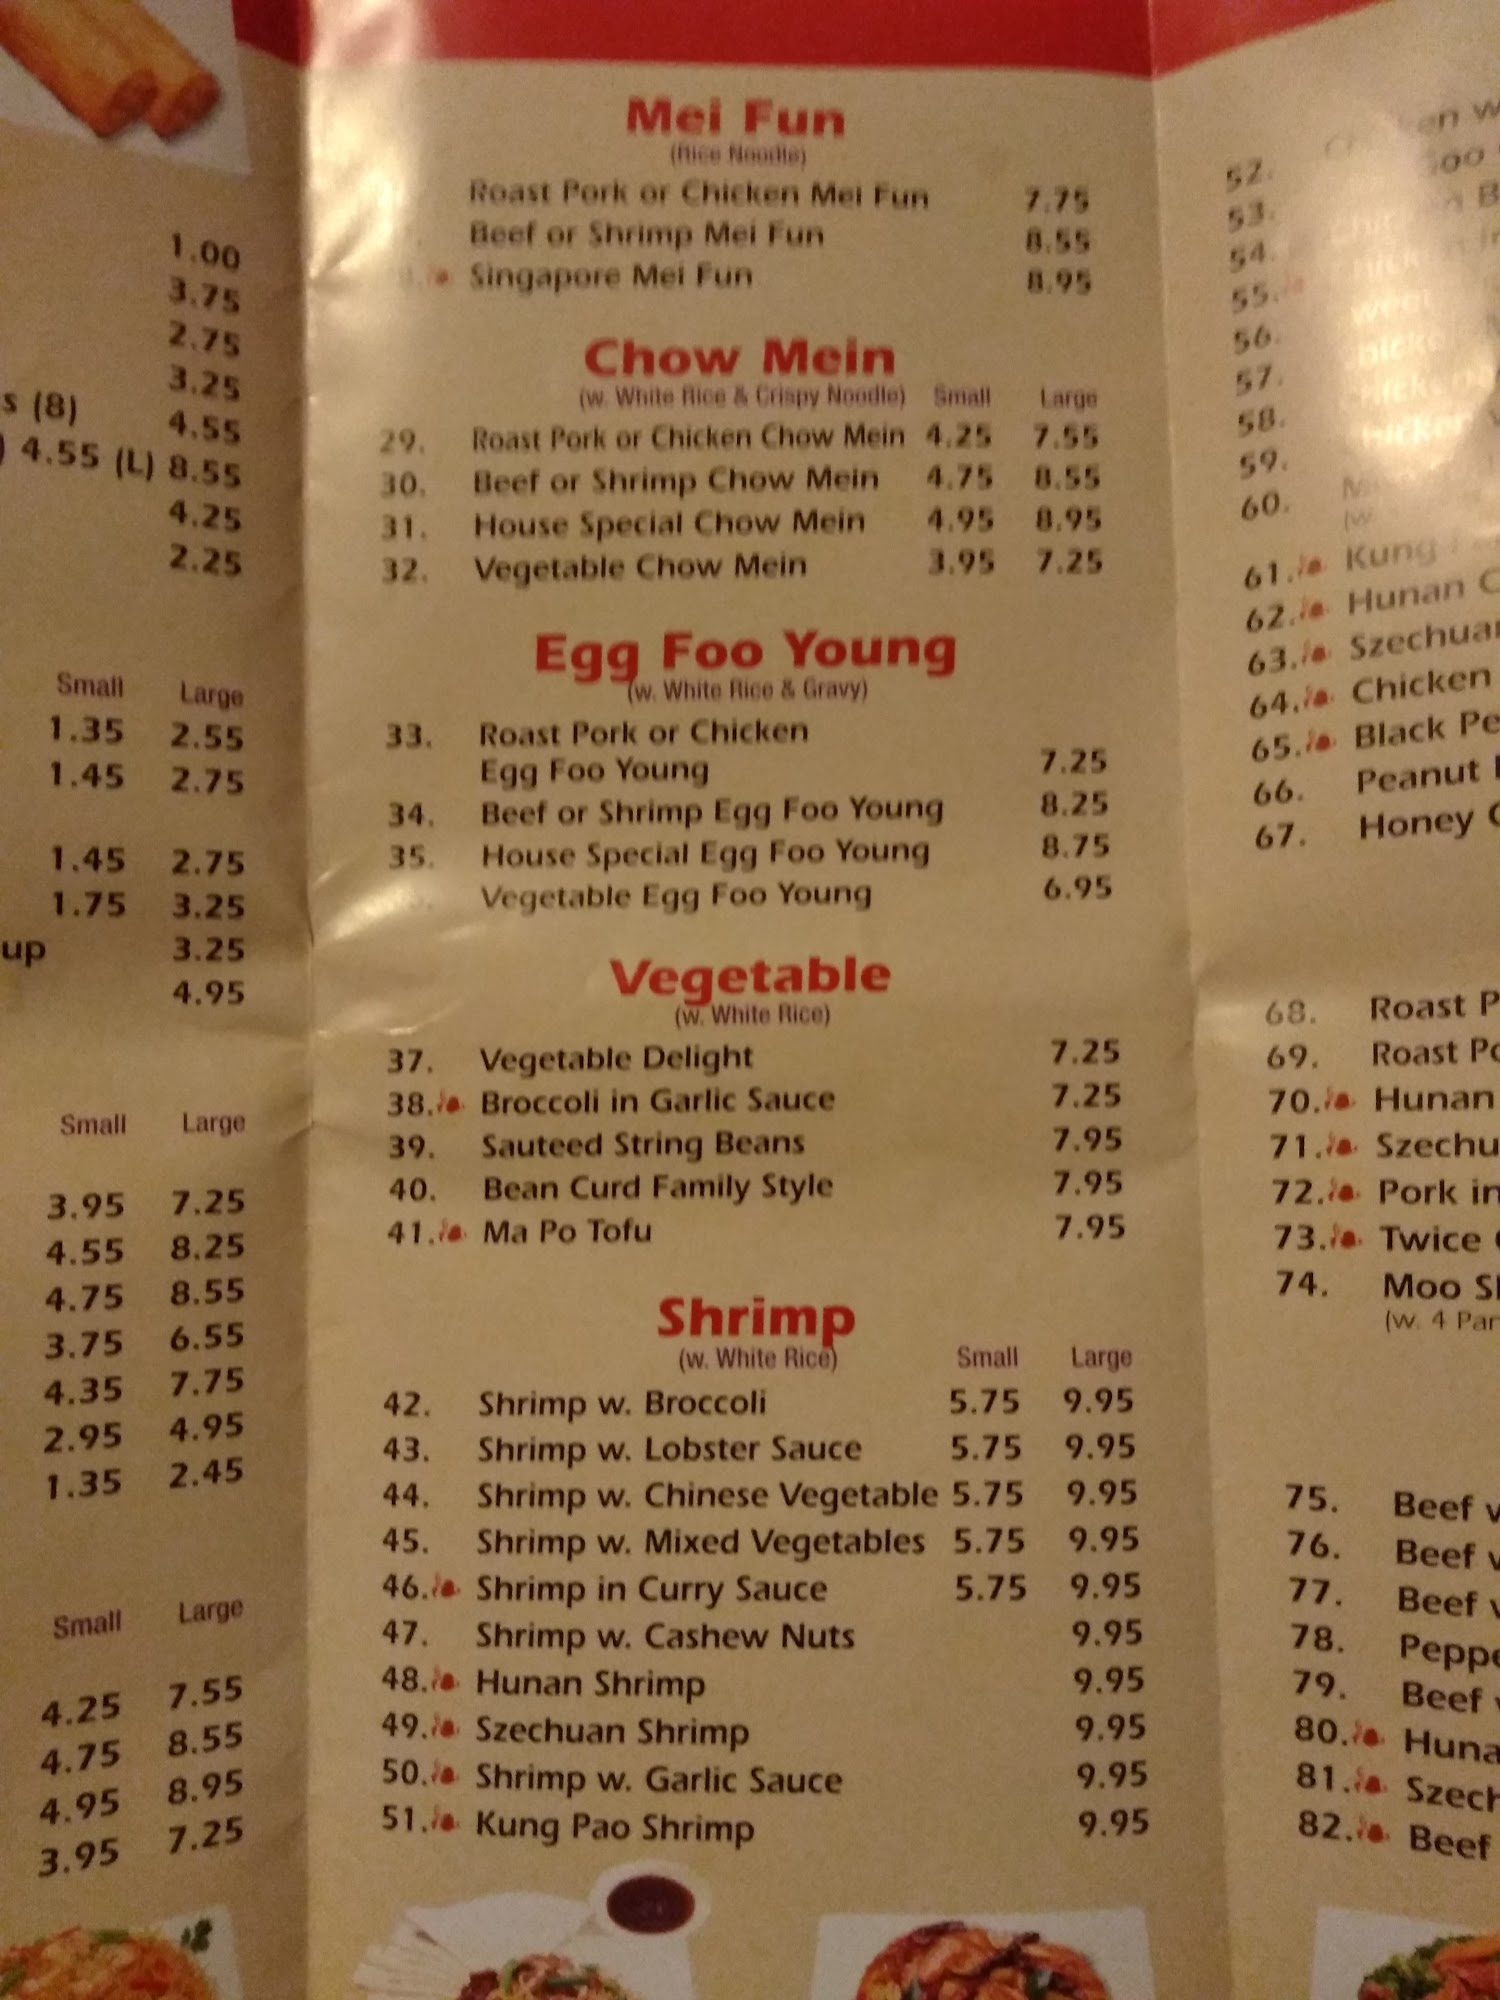 1.00
3.75
2.75
3.25
s (8) 4.55
) 4.55 (L) 8.55
4.25
2.25
Small Large
1.35 2.55
1.45 2.75
1.45 2.75
1.75 3.25
up 3.25
4.95
Small Large
3.95 7.25
4.55 8.25
4.75 8.55
3.75 6.55
4.35 7.75
2.95 4.95
1.35 2.45
Small Large
4.25 7.55
4.75 8.55
4.95 8.95
3.95 7.25
Mei Fun
(Rice Noodle)
Roast Pork or Chicken Mei Fun 7.75
Beef or Shrimp Mei Fun 8.55
Singapore Mei Fun 8.95
Chow Mein
(w. White Rice & Crispy Noodle) Small Large
29. Roast Pork or Chicken Chow Mein 4.25 7.55
30. Beef or Shrimp Chow Mein 4.75 8.55
31. House Special Chow Mein 4.95 8.95
32. Vegetable Chow Mein 3.95 7.25
Egg Foo Young
(w. White Rice & Gravy)
33. Roast Pork or Chicken
Egg Foo Young 7.25
34. Beef or Shrimp Egg Foo Young 8.25
35. House Special Egg Foo Young 8.75
Vegetable Egg Foo Young 6.95
Vegetable
(w. White Rice)
37. Vegetable Delight 7.25
38. Broccoli in Garlic Sauce 7.25
39. Sauteed String Beans 7.95
40. Bean Curd Family Style 7.95
41. Ma Po Tofu 7.95
Shrimp
(w. White Rice) Small Large
42. Shrimp w. Broccoli 5.75 9.95
43. Shrimp w. Lobster Sauce 5.75 9.95
44. Shrimp w. Chinese Vegetable 5.75 9.95
45. Shrimp w. Mixed Vegetables 5.75 9.95
46. Shrimp in Curry Sauce 5.75 9.95
47. Shrimp w. Cashew Nuts 9.95
48. Hunan Shrimp 9.95
49. Szechuan Shrimp 9.95
50. Shrimp w. Garlic Sauce 9.95
51. Kung Pao Shrimp 9.95
52.
53.
54.
55.
56.
57.
58.
59.
60.
61. Kung
62. Hunan C
63. Szechuan
64. Chicken
65. Black Pe
66. Peanut
67. Honey C
68. Roast P
69. Roast Po
70. Hunan
71. Szechu
72. Pork in
73. Twice
74. Moo Sh
(w. 4 Pan
75. Beef w
76. Beef w
77. Beef w
78. Peppe
79. Beef
80. Huna
81. Szech
82. Beef